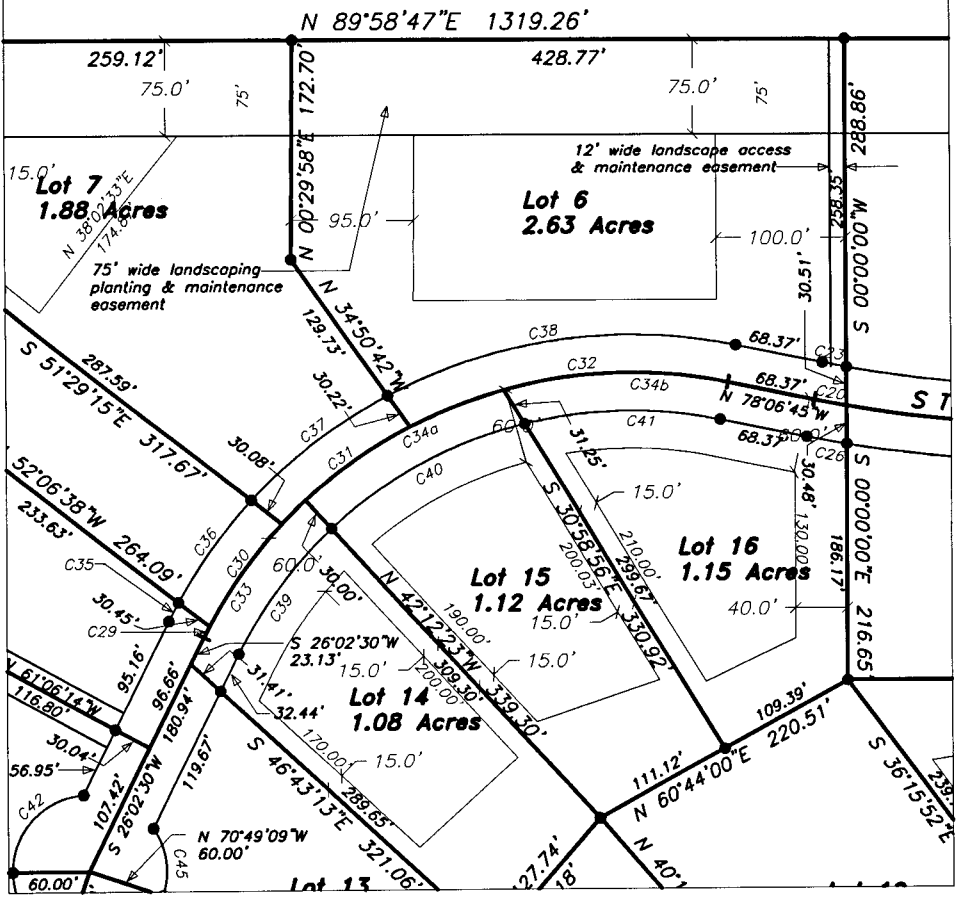 N 89°58'47"E 1319.26'
259.12'
428.77'
75.0'
75'
75.0'
75'
N 00°29'58"E 172.70'
288.86'
S 00.00'00"W
258.35'
12' wide landscape access
& maintenance easement
15.0'
Lot 7
1.88 Acres
N 38°02'33"E
95.0'
Lot 6
2.63 Acres
100.0'
75' wide landscaping
planting & maintenance
easement
30.51'
N 34°50'42"W
129.73'
30.22'
C38
68.37'
C23
C32
C34b
68.37'
C20
N 78°06'45"W
S T
287.59'
S 51°29'15"E 317.67'
C37
C31
C34a
C41
68.37'
C26
30.08'
C40
31.25'
30.48'
130.00'
52°06'38"W 264.09'
233.63'
C36
C30
C35
60.0'
30.00'
15.0'
S 30°58'56"E 330.92'
299.67'
210.00'
200.03'
Lot 16
1.15 Acres
S 00°00'00"E 216.65'
186.17'
40.0'
Lot 15
1.12 Acres
15.0'
30.45'
C29
C33
C39
S 26°02'30"W
23.13'
15.0'
N 42°12'23"W 339.30'
309.30'
190.00'
200.00'
15.0'
95.16'
96.66'
180.94'
31.41'
32.44'
Lot 14
1.08 Acres
61°06'14"W
116.80'
30.04'
56.95'
119.67'
170.00'
15.0'
S 46°43'13"E 321.06'
289.65'
109.39'
N 60°44'00"E 220.51'
111.12'
S 36°15'52"E
239.
C42
107.42'
S 26°02'30"W
N 70°49'09"W
60.00'
C45
60.00'
Lot 13
127.74'
18'
N 40°1